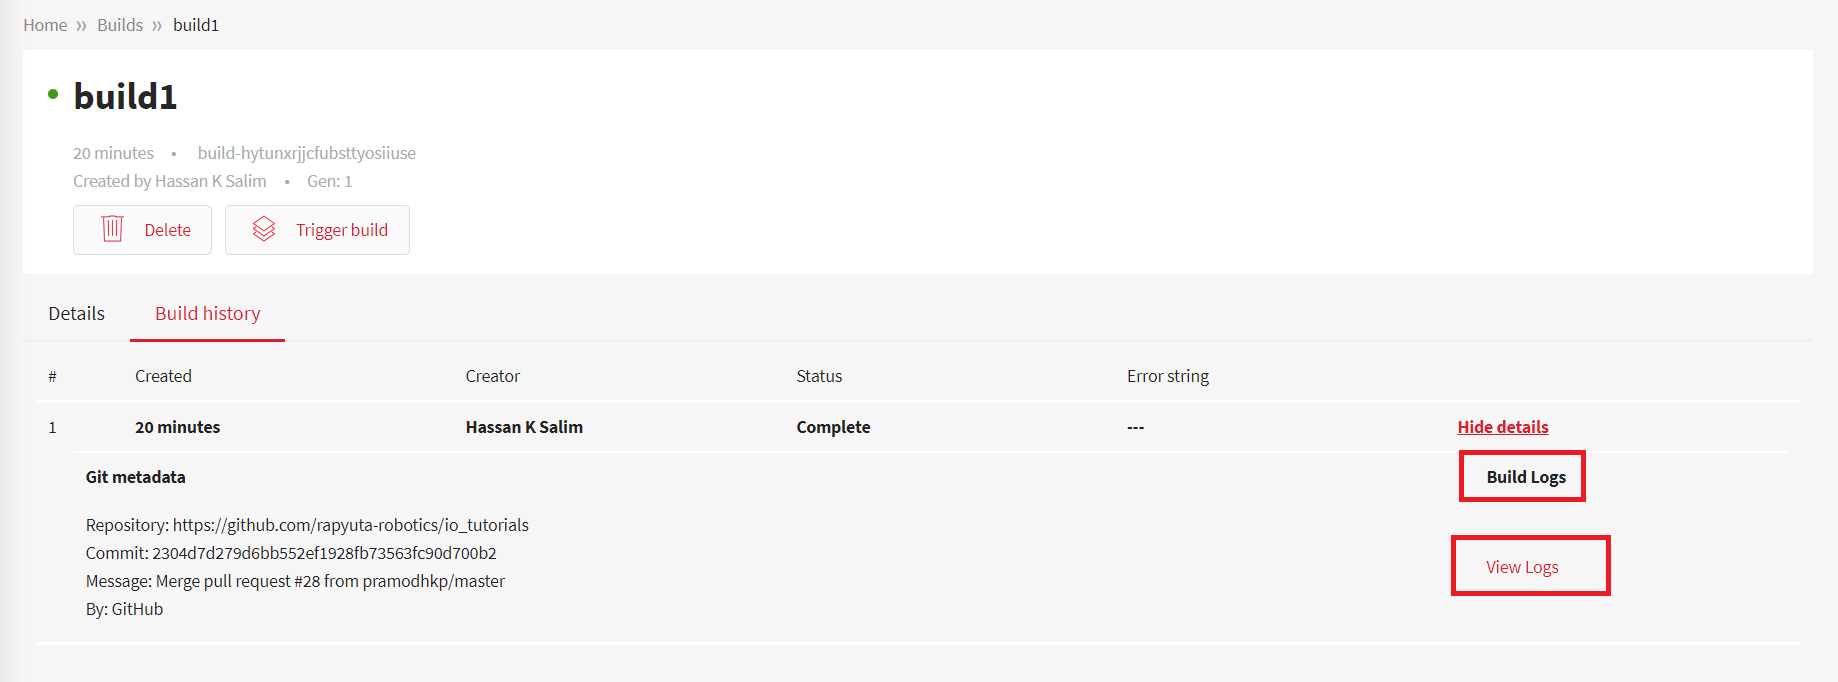 Home » Builds » build1
build1
20 minutes • build-hytunxrjjcfubsttyosiiuse
Created by Hassan K Salim • Gen: 1
Delete Trigger build
Details Build history
# Created Creator Status Error string
1 20 minutes Hassan K Salim Complete --- Hide details
Git metadata Build Logs
Repository: https://github.com/rapyuta-robotics/io_tutorials
Commit: 2304d7d279d6bb552ef1928fb73563fc90d700b2
View Logs
Message: Merge pull request #28 from pramodhkp/master
By: GitHub